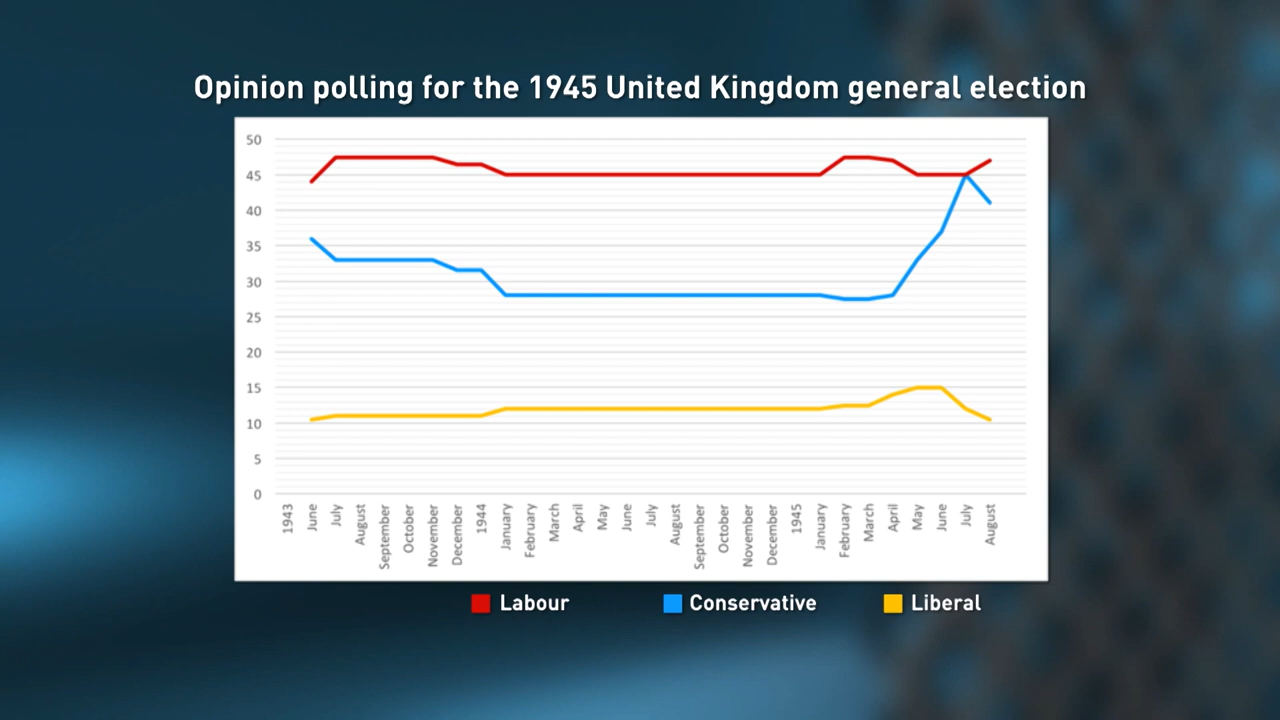 Opinion polling for the 1945 United Kingdom general election
50
45
40
35
30
25
20
15
10
5
0
1943
June
July
August
September
October
November
December
1944
January
February
March
April
May
June
July
August
September
October
November
December
1945
January
February
March
April
May
June
July
August
Labour Conservative Liberal